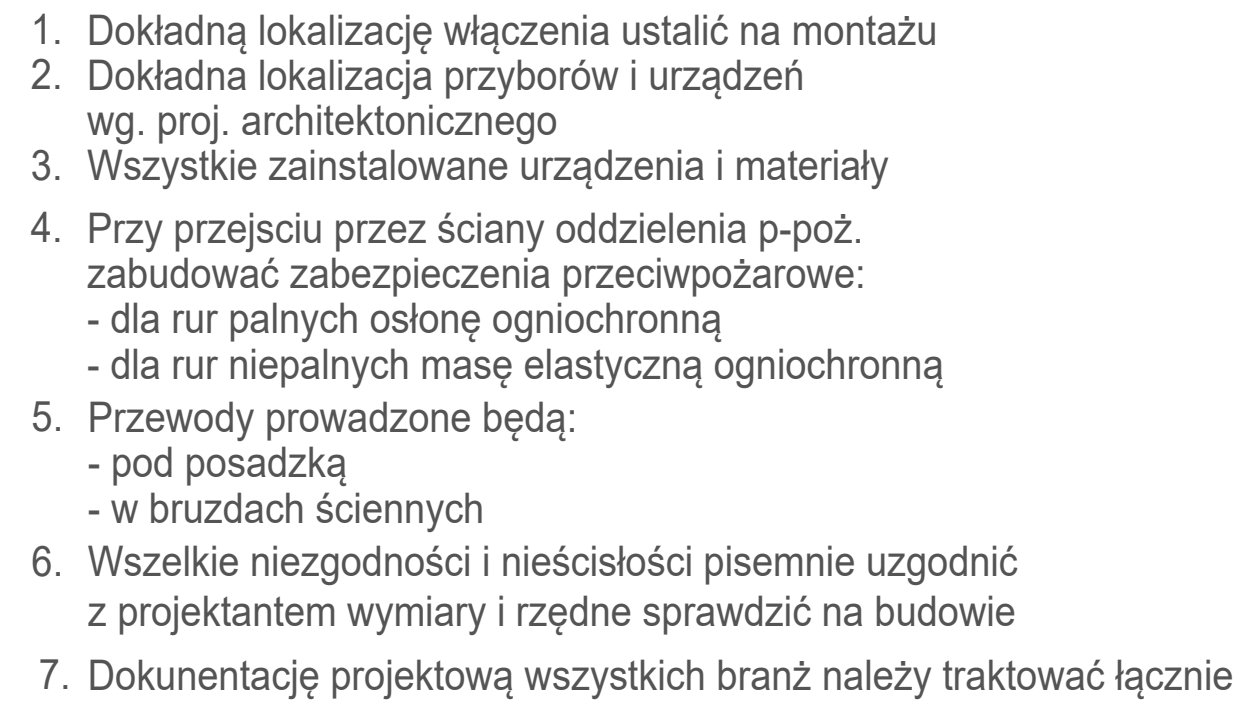 1. Dokładną lokalizację włączenia ustalić na montażu
2. Dokładna lokalizacja przyborów i urządzeń
wg. proj. architektonicznego
3. Wszystkie zainstalowane urządzenia i materiały
4. Przy przejsciu przez ściany oddzielenia p-poż.
zabudować zabezpieczenia przeciwpożarowe:
- dla rur palnych osłonę ogniochronną
- dla rur niepalnych masę elastyczną ogniochronną
5. Przewody prowadzone będą:
- pod posadzką
- w bruzdach ściennych
6. Wszelkie niezgodności i nieścisłości pisemnie uzgodnić
z projektantem wymiary i rzędne sprawdzić na budowie
7. Dokunentację projektową wszystkich branż należy traktować łącznie